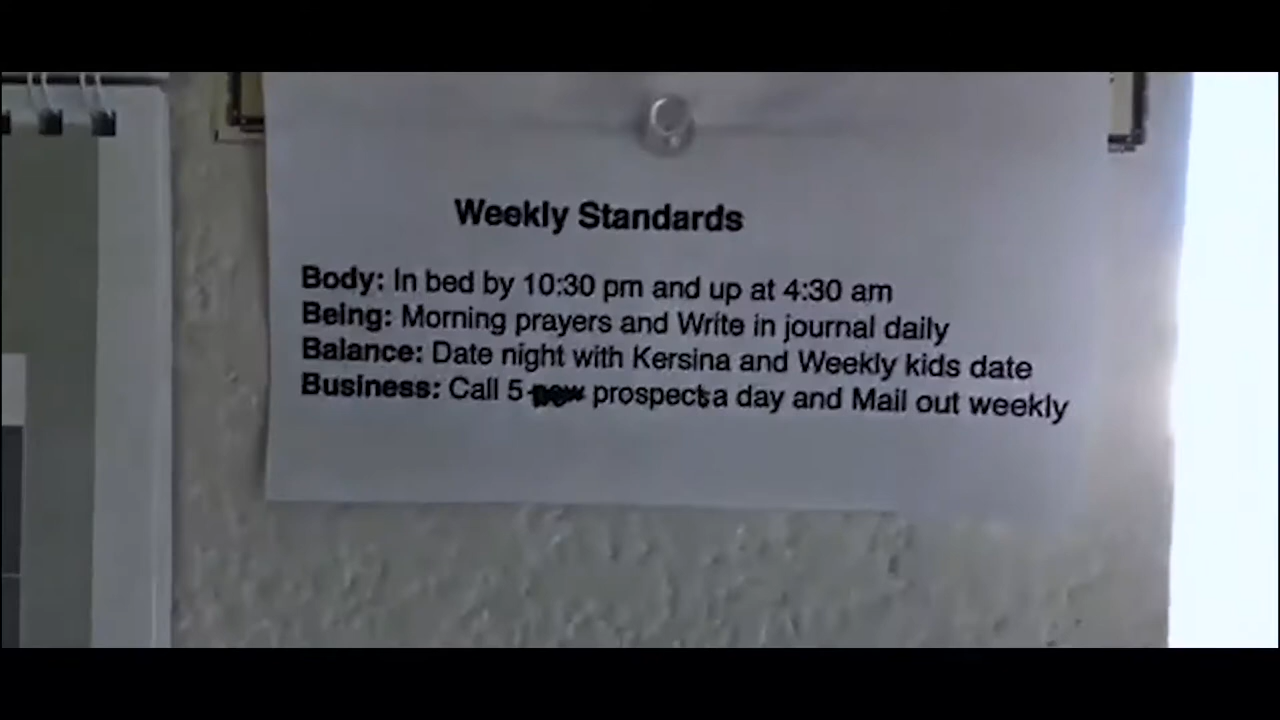 Weekly Standards
Body: In bed by 10:30 pm and up at 4:30 am
Being: Morning prayers and Write in journal daily
Balance: Date night with Kersina and Weekly kids date
Business: Call 5 prospects a day and Mail out weekly